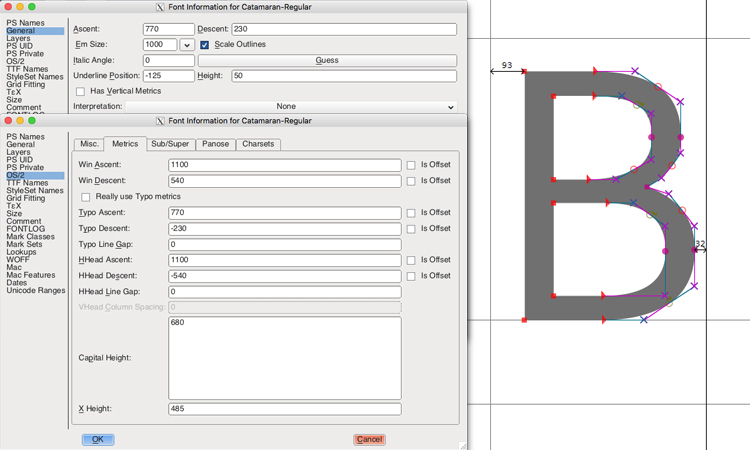 Font Information for Catamaran-Regular
PS Names
General
Layers
PS UID
PS Private
OS/2
TTF Names
StyleSet Names
Grid Fitting
ΤεΧ
Size
Comment
FONTLOG
Ascent: 770 Descent: 230
Em Size: 1000 Scale Outlines
Italic Angle: 0 Guess
Underline Position: -125 Height: 50
Has Vertical Metrics
Interpretation: None
Font Information for Catamaran-Regular
PS Names
General
Layers
PS UID
PS Private
OS/2
TTF Names
StyleSet Names
Grid Fitting
ΤεΧ
Size
Comment
FONTLOG
Mark Classes
Mark Sets
Lookups
WOFF
Mac
Mac Features
Dates
Unicode Ranges
Misc. Metrics Sub/Super Panose Charsets
Win Ascent: 1100 Is Offset
Win Descent: 540 Is Offset
Really use Typo metrics
Typo Ascent: 770 Is Offset
Typo Descent: -230 Is Offset
Typo Line Gap: 0
HHead Ascent: 1100 Is Offset
HHead Descent: -540 Is Offset
HHead Line Gap: 0
VHead Column Spacing: 0
Capital Height: 680
X Height: 485
OK Cancel
93
B
32